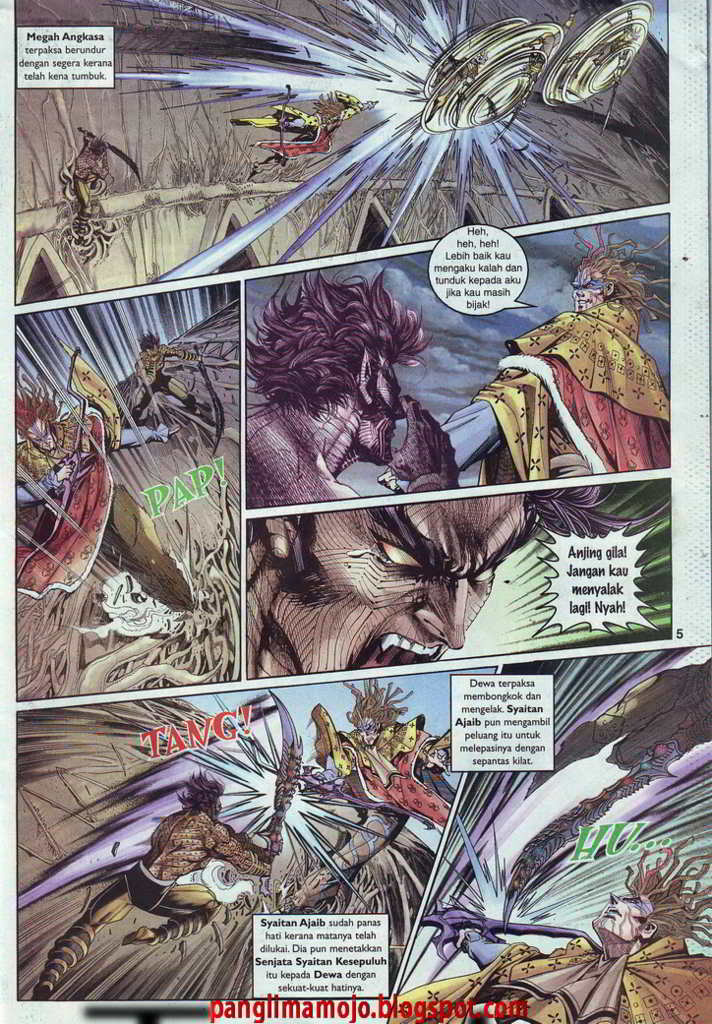 Megah Angkasa
terpaksa berundur
dengan segera kerana
telah kena tumbuk.
Heh,
heh, heh!
Lebih baik kau
mengaku kalah dan
tunduk kepada aku
jika kau masih
bijak!
PAP!
Anjing gila!
Jangan kau
menyalak
lagi! Nyah!
5
TANG!
Dewa terpaksa
membongkok dan
mengelak. Syaitan
Ajaib pun mengambil
peluang itu untuk
melepasinya dengan
sepantas kilat.
HU...
Syaitan Ajaib sudah panas
hati kerana matanya telah
dilukai. Dia pun menetakkan
Senjata Syaitan Kesepuluh
itu kepada Dewa dengan
sekuat-kuat hatinya.
panglimamojo.blogspot.com